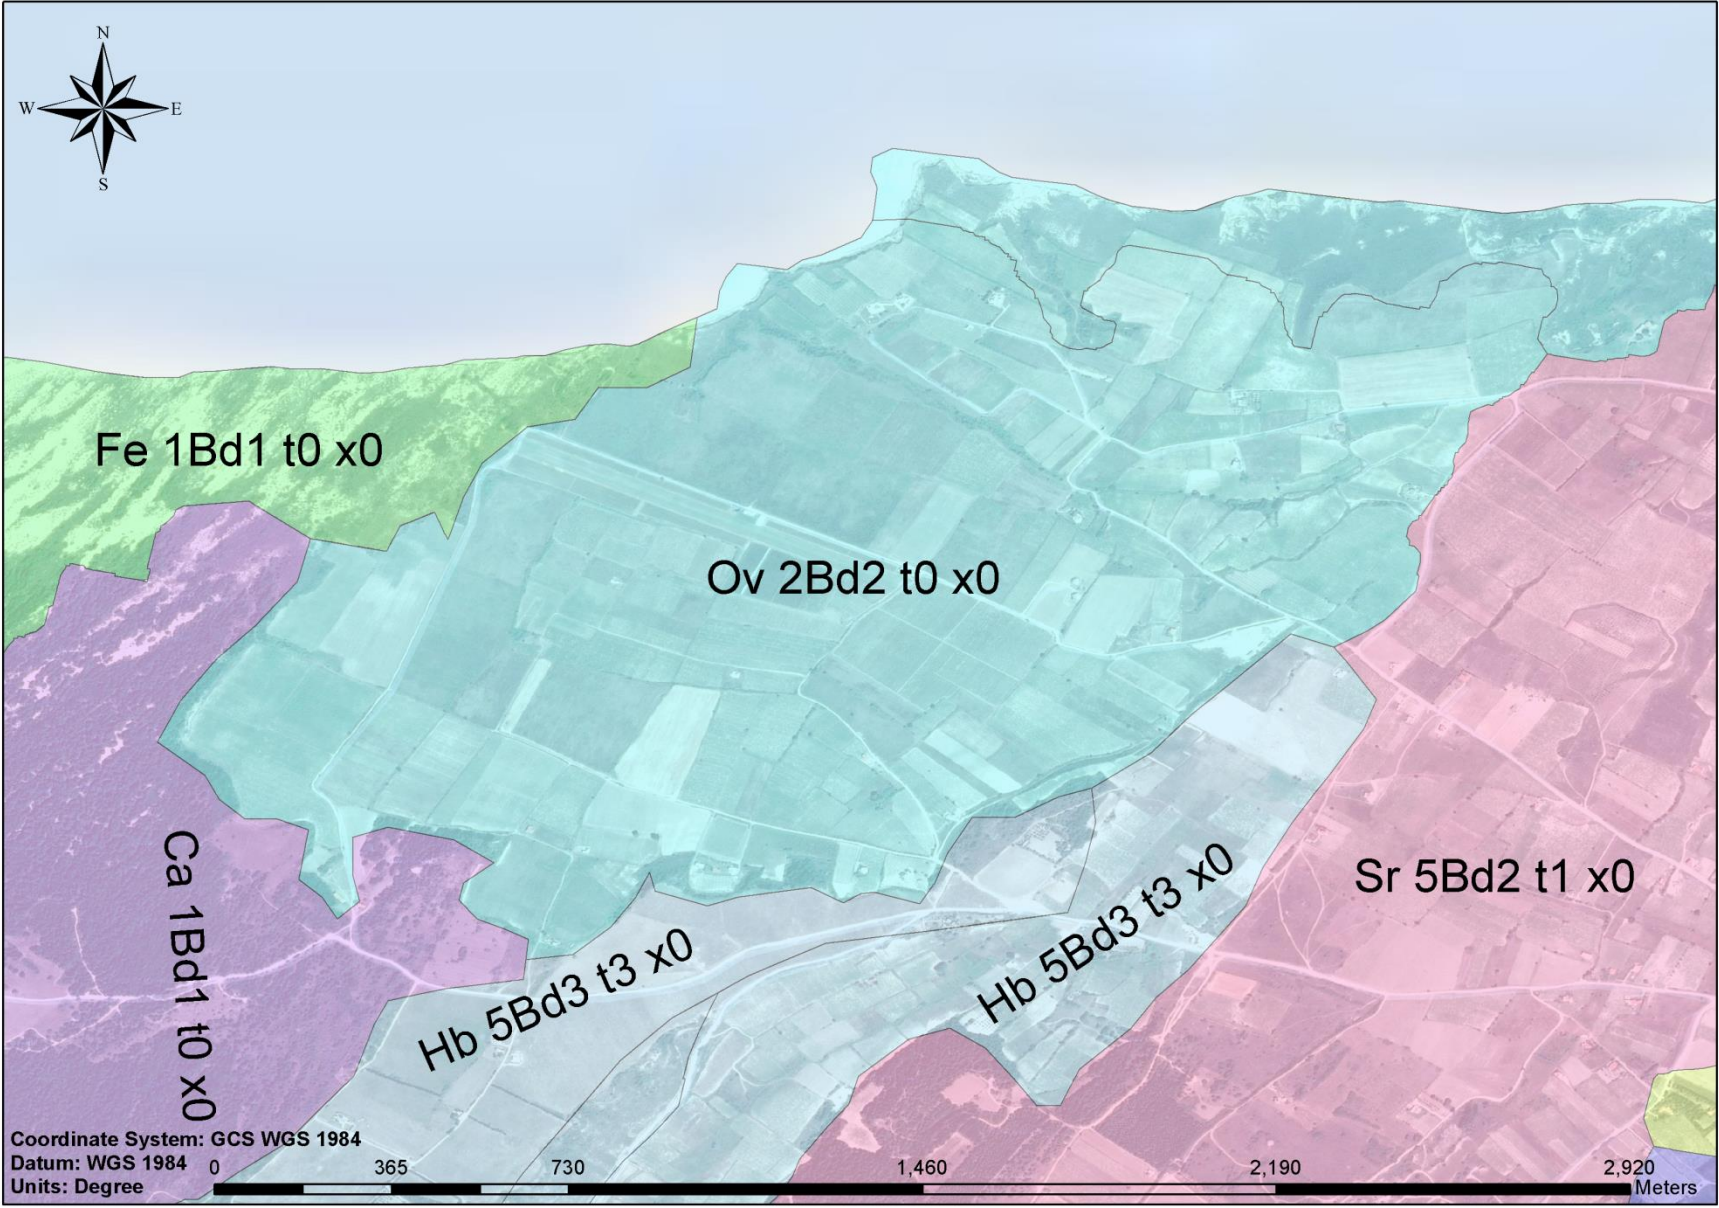 N
W E
S
Fe 1Bd1 t0 x0
Ov 2Bd2 t0 x0
Ca 1Bd1 t0 x0
Hb 5Bd3 t3 x0
Hb 5Bd3 t3 x0
Sr 5Bd2 t1 x0
Coordinate System: GCS WGS 1984
Datum: WGS 1984
Units: Degree
0 365 730 1,460 2,190 2,920
Meters